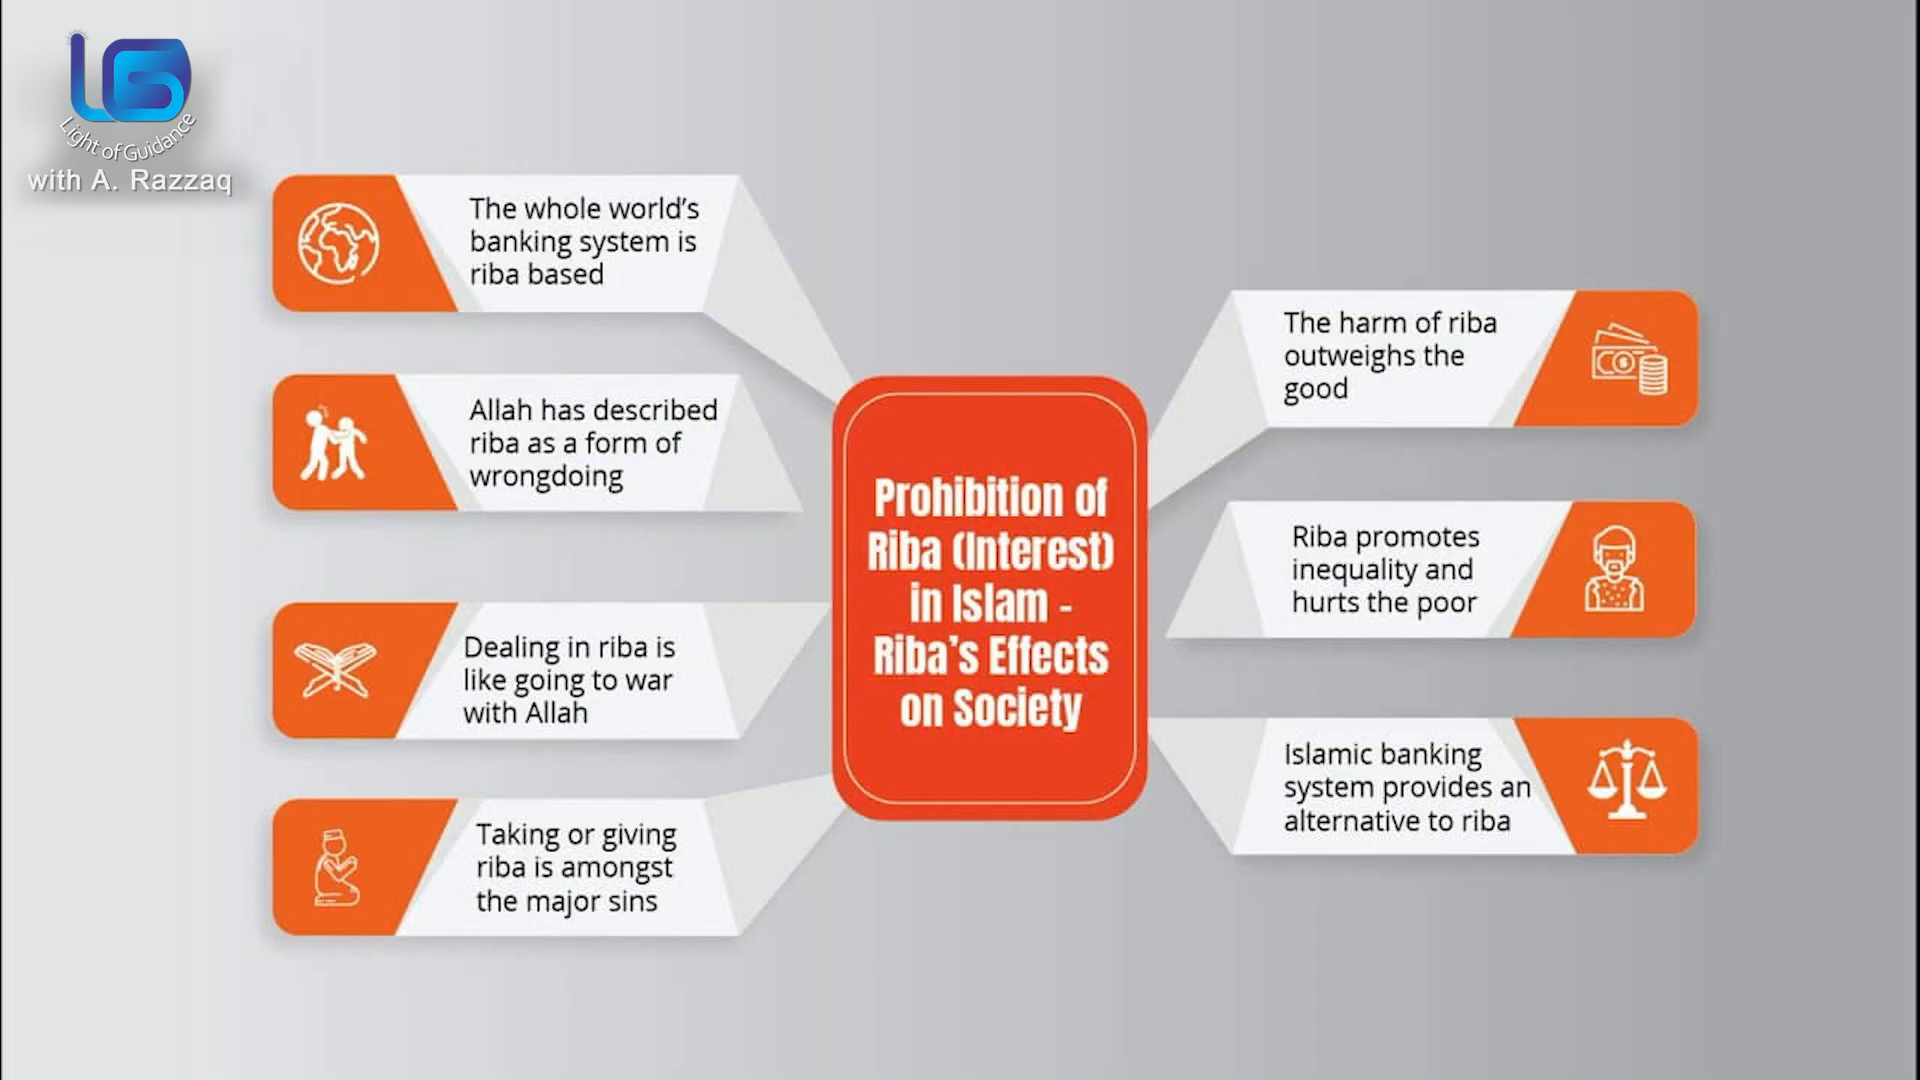 LG
Light of Guidance
with A. Razzaq
The whole world’s
banking system is
riba based
Allah has described
riba as a form of
wrongdoing
Dealing in riba is
like going to war
with Allah
Taking or giving
riba is amongst
the major sins
Prohibition of
Riba (Interest)
in Islam -
Riba’s Effects
on Society
The harm of riba
outweighs the
good
Riba promotes
inequality and
hurts the poor
Islamic banking
system provides an
alternative to riba